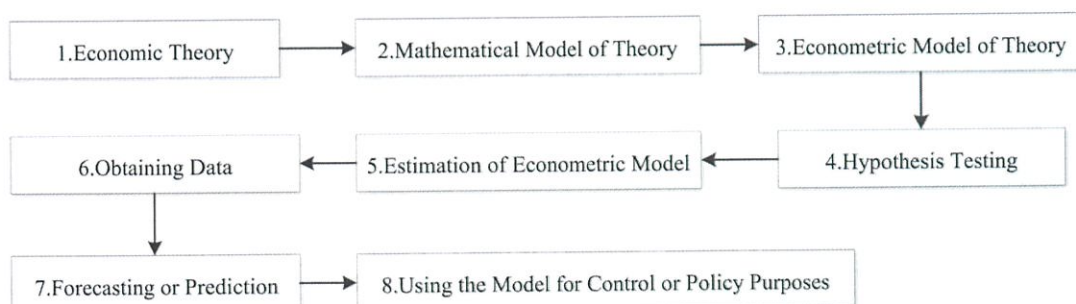 1.Economic Theory
2.Mathematical Model of Theory
3.Econometric Model of Theory
4.Hypothesis Testing
5.Estimation of Econometric Model
6.Obtaining Data
7.Forecasting or Prediction
8.Using the Model for Control or Policy Purposes